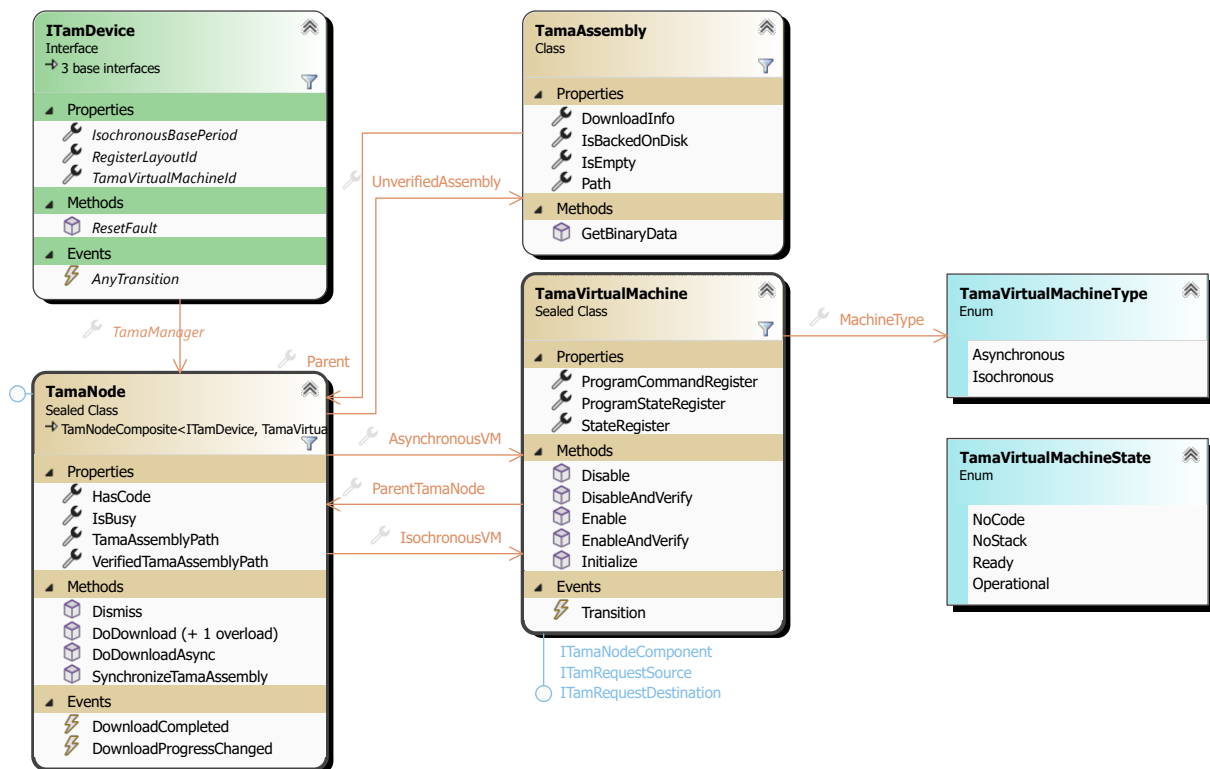 ITamDevice
Interface
3 base interfaces
Properties
IsochronousBasePeriod
RegisterLayoutId
TamaVirtualMachineId
Methods
ResetFault
Events
AnyTransition
TamaManager
TamaAssembly
Class
Properties
DownloadInfo
IsBackedOnDisk
IsEmpty
Path
Methods
GetBinaryData
UnverifiedAssembly
Parent
TamaNode
Sealed Class
TamNodeComposite<ITamDevice, TamaVirtua
Properties
HasCode
IsBusy
TamaAssemblyPath
VerifiedTamaAssemblyPath
Methods
Dismiss
DoDownload (+ 1 overload)
DoDownloadAsync
SynchronizeTamaAssembly
Events
DownloadCompleted
DownloadProgressChanged
AsynchronousVM
ParentTamaNode
IsochronousVM
TamaVirtualMachine
Sealed Class
Properties
ProgramCommandRegister
ProgramStateRegister
StateRegister
Methods
Disable
DisableAndVerify
Enable
EnableAndVerify
Initialize
Events
Transition
ITamaNodeComponent
ITamRequestSource
ITamRequestDestination
MachineType
TamaVirtualMachineType
Enum
Asynchronous
Isochronous
TamaVirtualMachineState
Enum
NoCode
NoStack
Ready
Operational